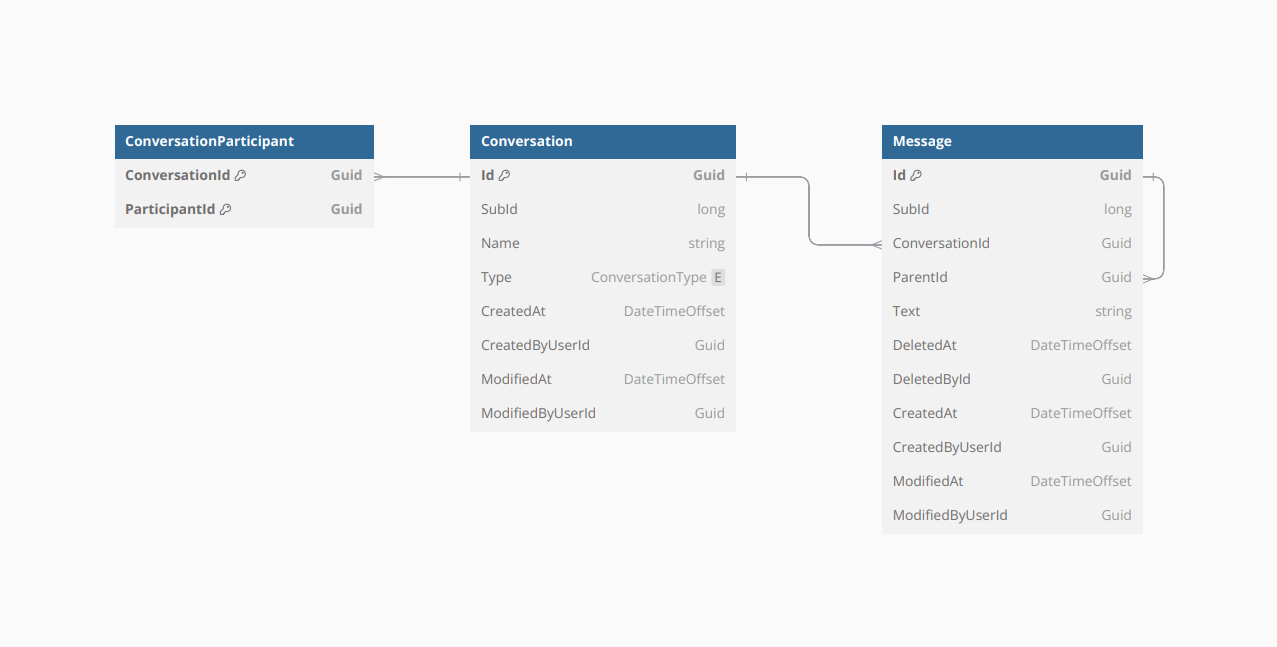 ConversationParticipant
ConversationId Guid
ParticipantId Guid
Conversation
Id Guid
SubId long
Name string
Type ConversationType E
CreatedAt DateTimeOffset
CreatedByUserId Guid
ModifiedAt DateTimeOffset
ModifiedByUserId Guid
Message
Id Guid
SubId long
ConversationId Guid
ParentId Guid
Text string
DeletedAt DateTimeOffset
DeletedById Guid
CreatedAt DateTimeOffset
CreatedByUserId Guid
ModifiedAt DateTimeOffset
ModifiedByUserId Guid